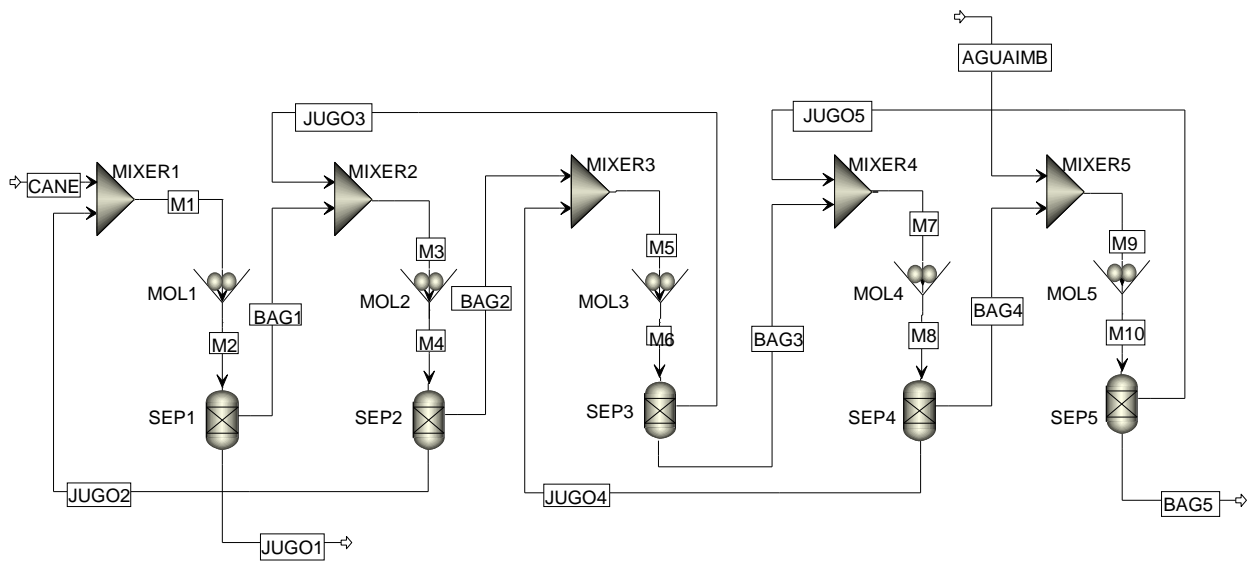 AGUAIMB
JUGO3
JUGO5
MIXER1
MIXER2
MIXER3
MIXER4
MIXER5
CANE
M1
M3
M5
M7
M9
MOL1
MOL2
MOL3
MOL4
MOL5
BAG1
BAG2
BAG3
BAG4
M2
M4
M6
M8
M10
SEP1
SEP2
SEP3
SEP4
SEP5
JUGO2
JUGO4
BAG5
JUGO1